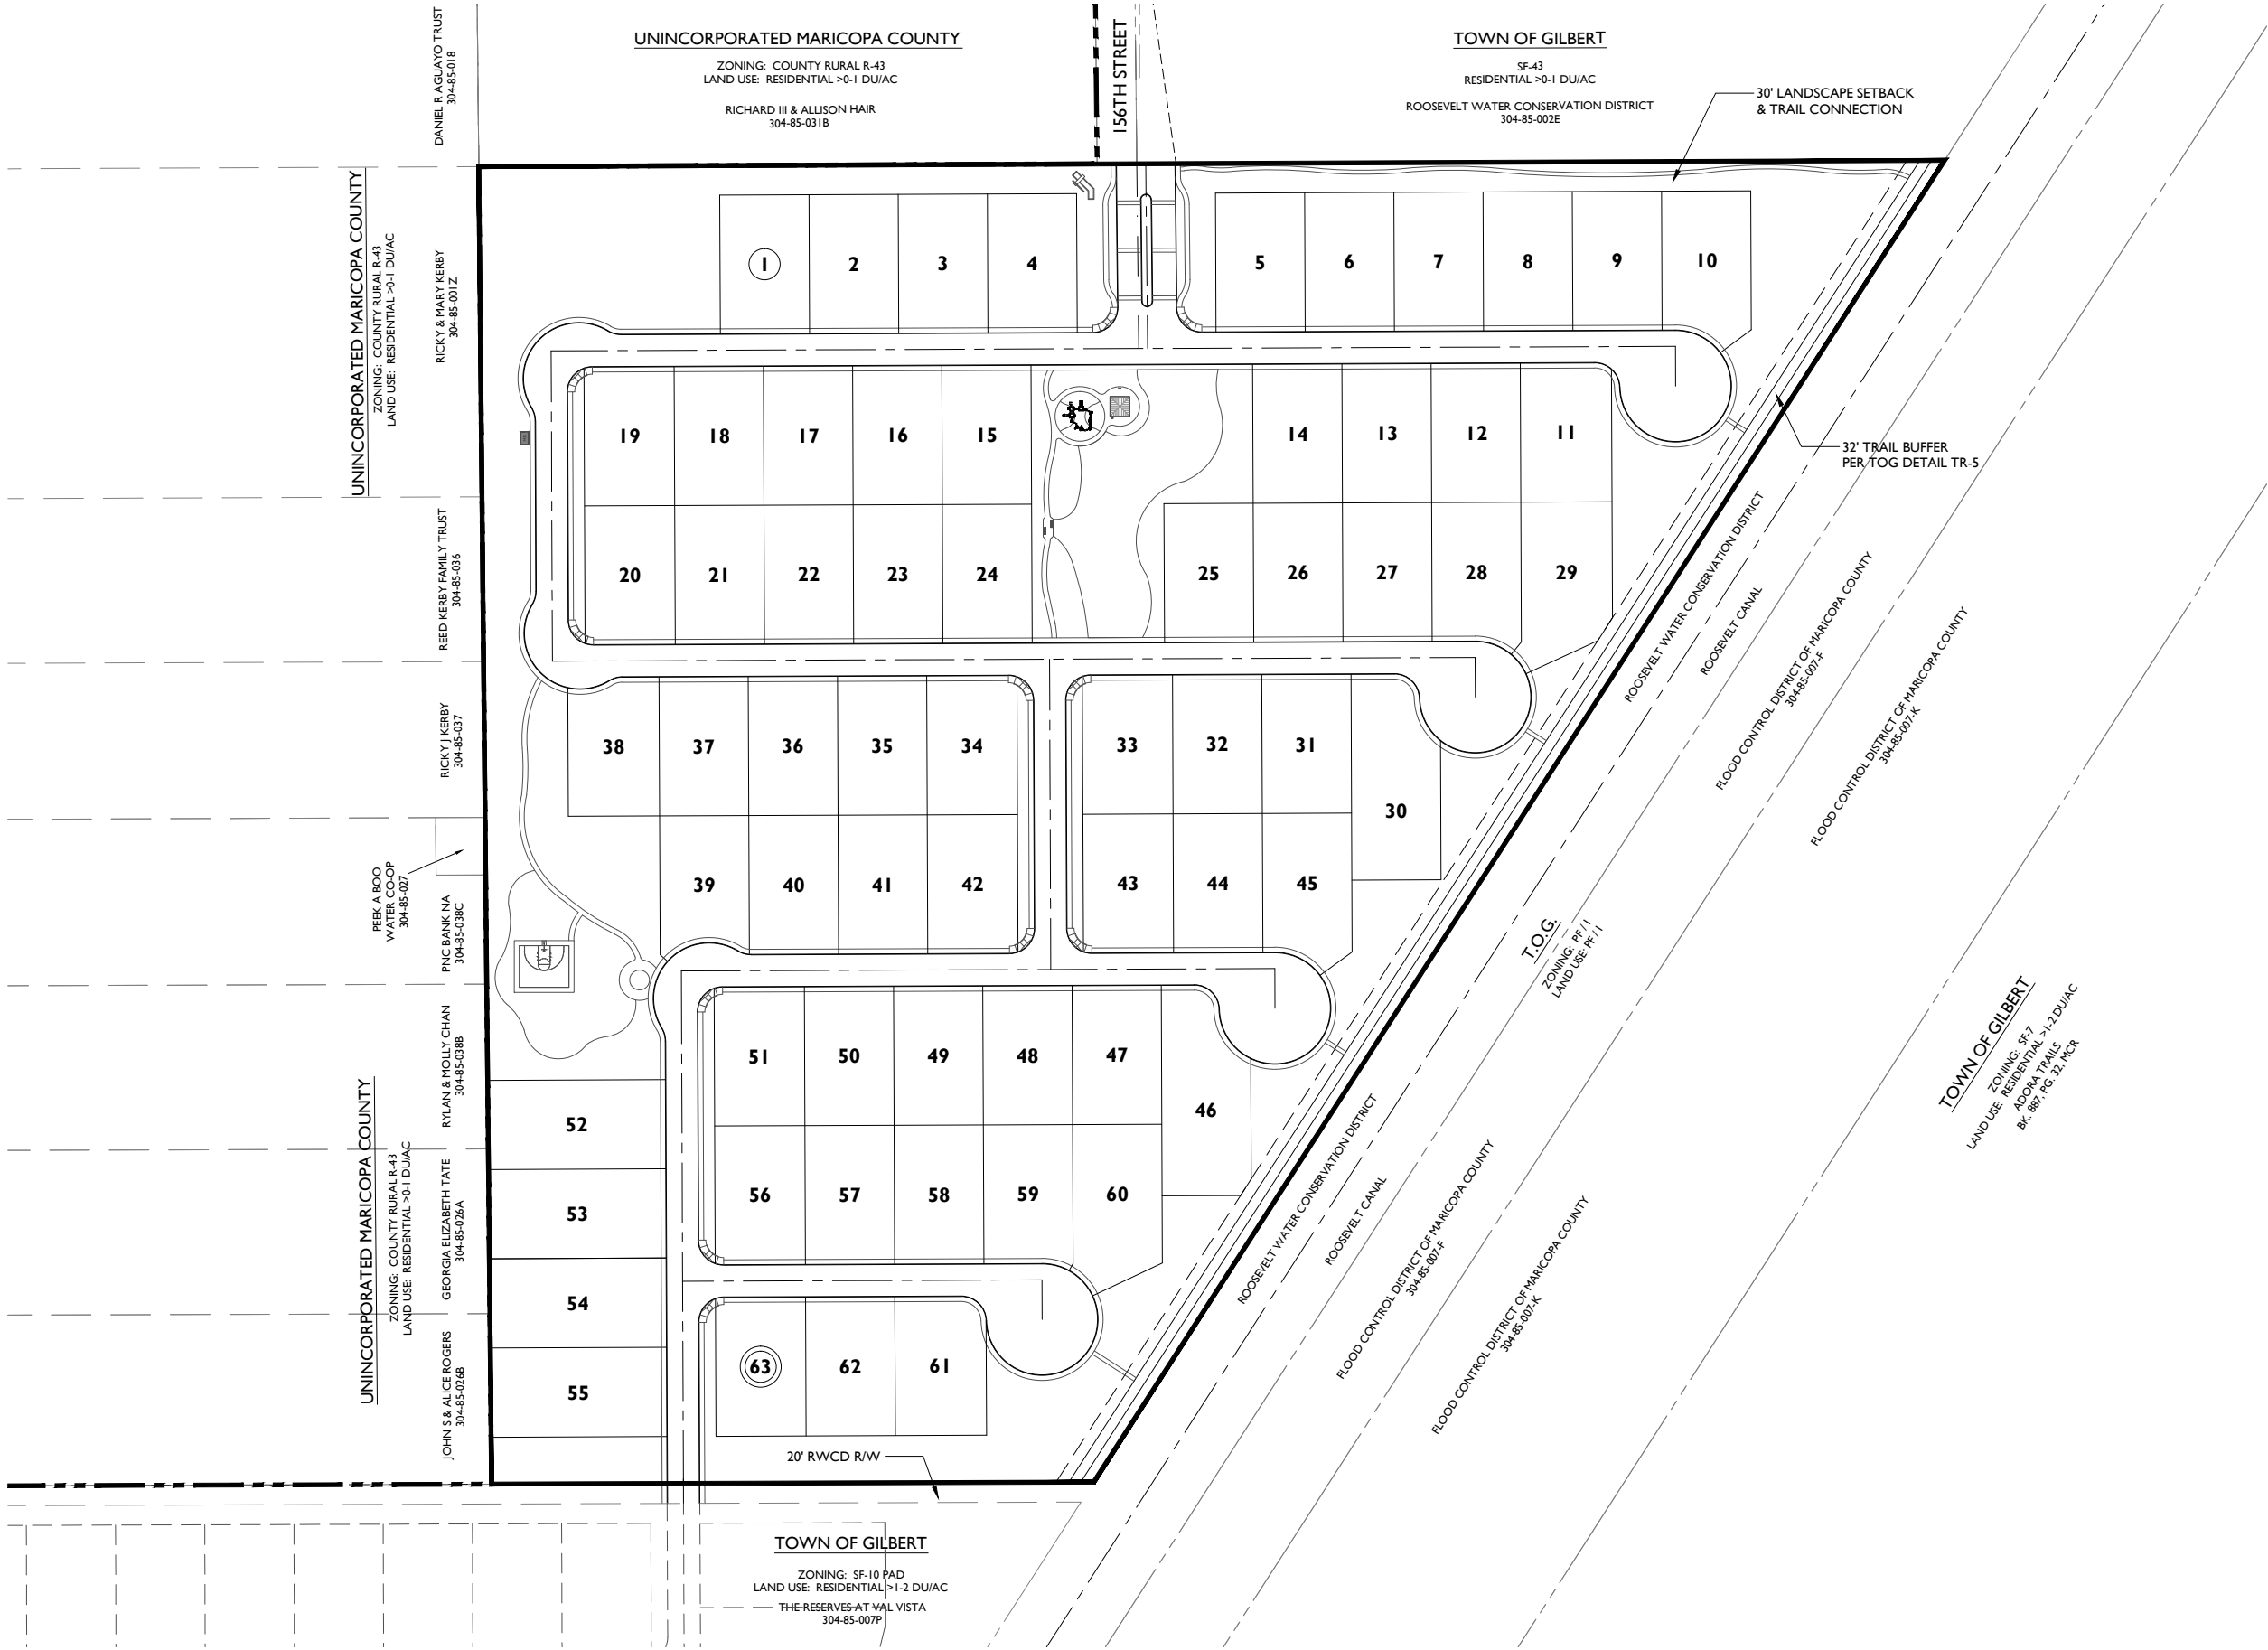 DANIEL R AGUAYO TRUST
304-85-018
UNINCORPORATED MARICOPA COUNTY
ZONING: COUNTY RURAL R-43
LAND USE: RESIDENTIAL >0-1 DU/AC
RICHARD III & ALLISON HAIR
304-85-031B
156TH STREET
TOWN OF GILBERT
SF-43
RESIDENTIAL >0-1 DU/AC
ROOSEVELT WATER CONSERVATION DISTRICT
304-85-002E
30' LANDSCAPE SETBACK
& TRAIL CONNECTION
UNINCORPORATED MARICOPA COUNTY
ZONING: COUNTY RURAL R-43
LAND USE: RESIDENTIAL >0-1 DU/AC
RICKY & MARY KERBY
304-85-001Z
1
2
3
4
5
6
7
8
9
10
19
18
17
16
15
14
13
12
11
32' TRAIL BUFFER
PER TOG DETAIL TR-5
REED KERBY FAMILY TRUST
304-85-036
20
21
22
23
24
25
26
27
28
29
ROOSEVELT WATER CONSERVATION DISTRICT
ROOSEVELT CANAL
FLOOD CONTROL DISTRICT OF MARICOPA COUNTY
304-85-007-F
FLOOD CONTROL DISTRICT OF MARICOPA COUNTY
304-85-007-K
RICKY J KERBY
304-85-037
38
37
36
35
34
33
32
31
30
PEEK A BOO
WATER CO-OP
304-85-027
PNC BANK NA
304-85-038C
39
40
41
42
43
44
45
T.O.G.
ZONING: PF / I
LAND USE: PF / I
TOWN OF GILBERT
ZONING: SF-7
LAND USE: RESIDENTIAL >1-2 DU/AC
ADORA TRAILS
BK. 887, PG. 32, MCR
RYLAN & MOLLY CHAN
304-85-038B
51
50
49
48
47
46
UNINCORPORATED MARICOPA COUNTY
ZONING: COUNTY RURAL R-43
LAND USE: RESIDENTIAL >0-1 DU/AC
GEORGIA ELIZABETH TATE
304-85-026A
52
53
54
55
56
57
58
59
60
ROOSEVELT WATER CONSERVATION DISTRICT
ROOSEVELT CANAL
FLOOD CONTROL DISTRICT OF MARICOPA COUNTY
304-85-007-F
FLOOD CONTROL DISTRICT OF MARICOPA COUNTY
304-85-007-K
JOHN S & ALICE ROGERS
304-85-026B
63
62
61
20' RWCD R/W
TOWN OF GILBERT
ZONING: SF-10 PAD
LAND USE: RESIDENTIAL >1-2 DU/AC
THE RESERVES AT VAL VISTA
304-85-007P